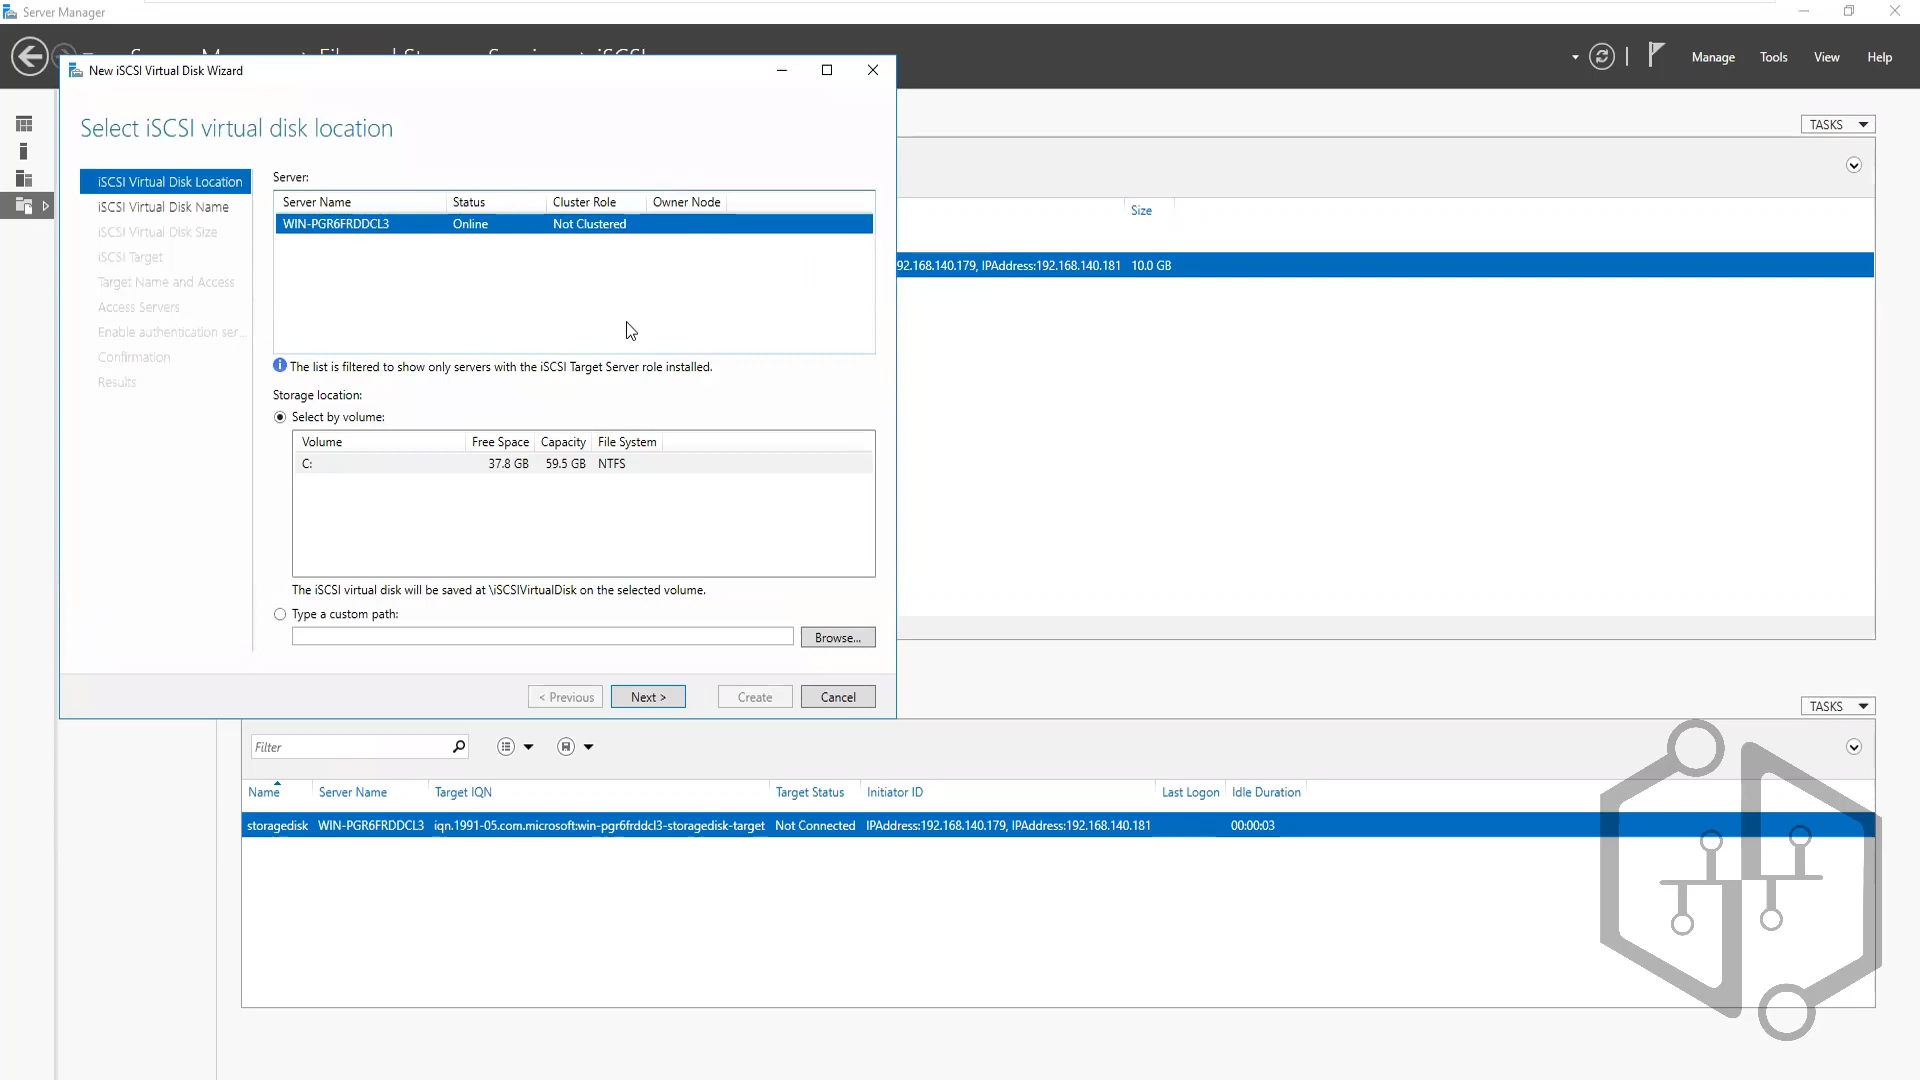 Server Manager
Manage Tools View Help
New iSCSI Virtual Disk Wizard
Select iSCSI virtual disk location
TASKS
iSCSI Virtual Disk Location
iSCSI Virtual Disk Name
iSCSI Virtual Disk Size
iSCSI Target
Target Name and Access
Access Servers
Enable authentication ser...
Confirmation
Results
Server:
Server Name Status Cluster Role Owner Node
WIN-PGR6FRDDCL3 Online Not Clustered
The list is filtered to show only servers with the iSCSI Target Server role installed.
Storage location:
Select by volume:
Volume Free Space Capacity File System
C: 37.8 GB 59.5 GB NTFS
The iSCSI virtual disk will be saved at \iSCSIVirtualDisk on the selected volume.
Type a custom path:
Browse...
< Previous Next > Create Cancel
Size
92.168.140.179, IPAddress:192.168.140.181 10.0 GB
TASKS
Filter
Name Server Name Target IQN Target Status Initiator ID Last Logon Idle Duration
storagedisk WIN-PGR6FRDDCL3 iqn.1991-05.com.microsoft:win-pgr6frddcl3-storagedisk-target Not Connected IPAddress:192.168.140.179, IPAddress:192.168.140.181 00:00:03